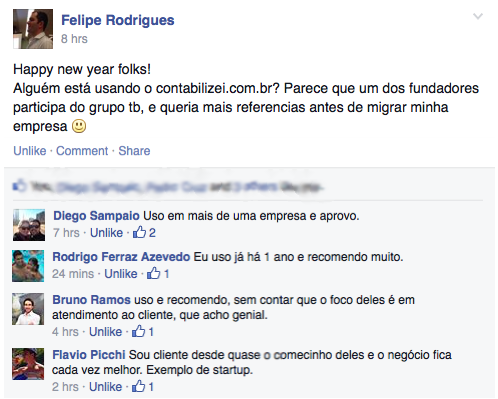 Felipe Rodrigues
8 hrs
Happy new year folks!
Alguém está usando o contabilizei.com.br? Parece que um dos fundadores
participa do grupo tb, e queria mais referencias antes de migrar minha
empresa
Unlike · Comment · Share
Diego Sampaio Uso em mais de uma empresa e aprovo.
7 hrs · Unlike · 2
Rodrigo Ferraz Azevedo Eu uso já há 1 ano e recomendo muito.
24 mins · Unlike · 1
Bruno Ramos uso e recomendo, sem contar que o foco deles é em
atendimento ao cliente, que acho genial.
4 hrs · Unlike · 1
Flavio Picchi Sou cliente desde quase o comecinho deles e o negócio fica
cada vez melhor. Exemplo de startup.
2 hrs · Unlike · 1